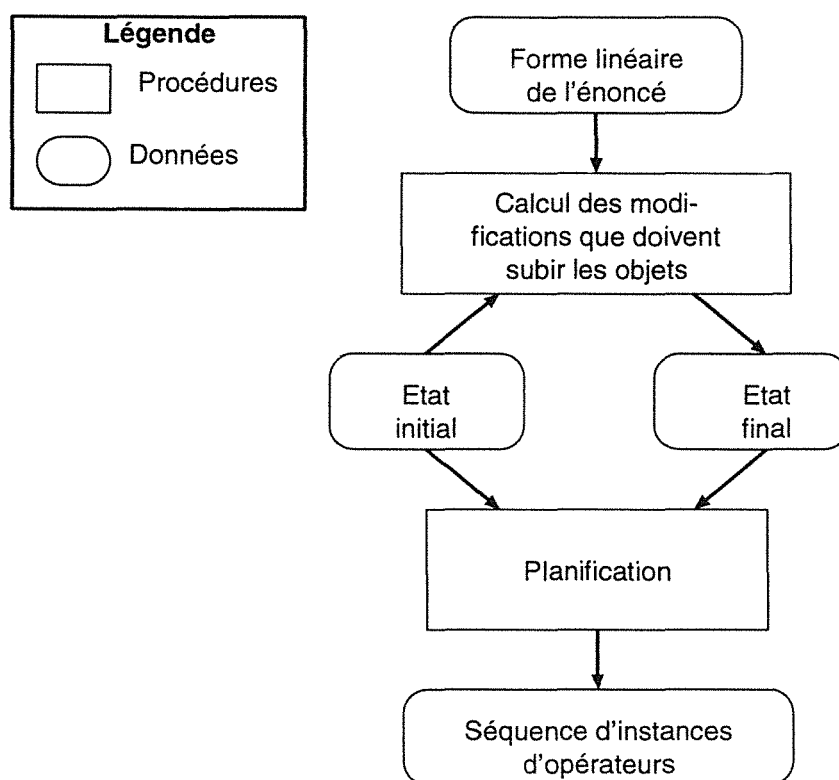 Légende
Procédures
Données
Forme linéaire
de l'énoncé
Calcul des modi-
fications que doivent
subir les objets
Etat
initial
Etat
final
Planification
Séquence d'instances
d'opérateurs